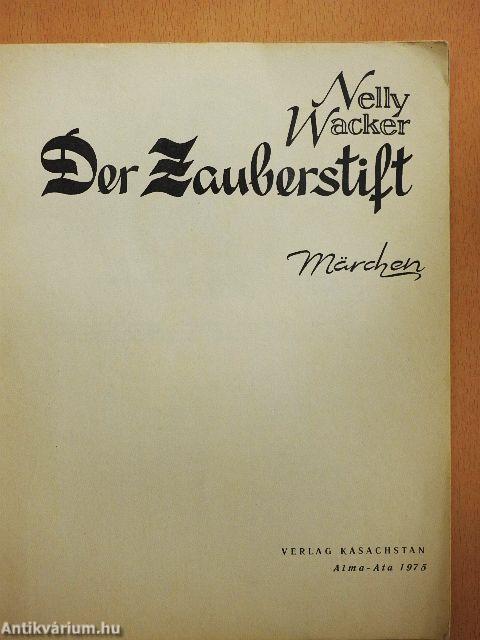 Nelly
Wacker
Der Zauberstift
Märchen
VERLAG KASACHSTAN
Alma-Ata 1975
Antikvárium.hu